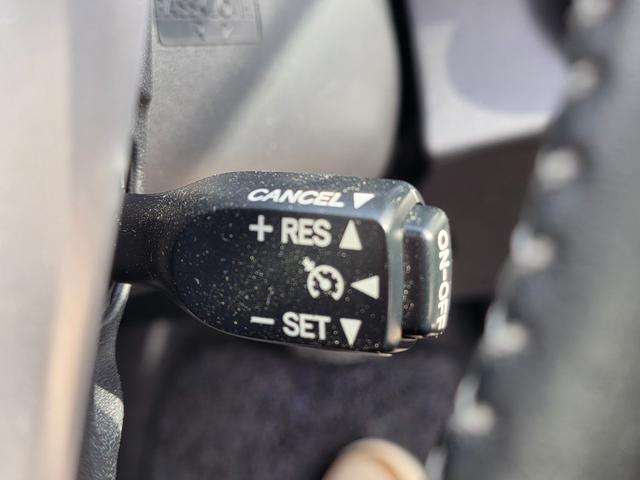 CANCEL ▼
+ RES ▲
◀
− SET ▼
ON-OFF